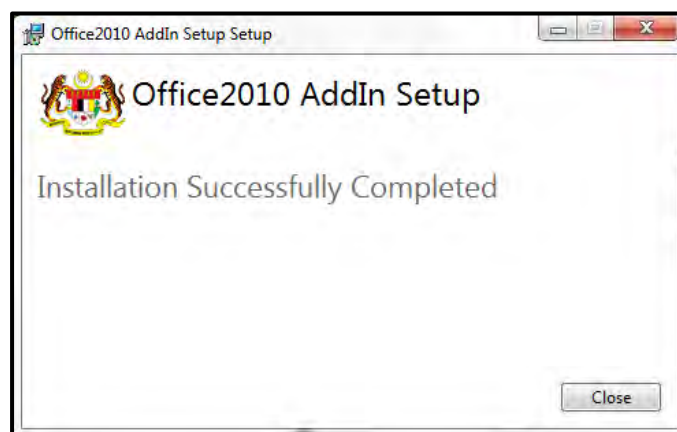 Office2010 AddIn Setup Setup
Office2010 AddIn Setup
Installation Successfully Completed
Close